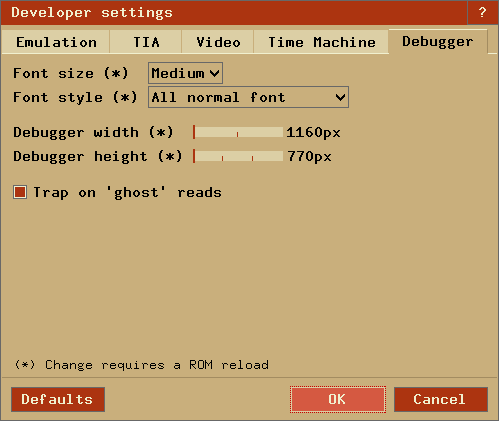 Developer settings ?
Emulation TIA Video Time Machine Debugger
Font size (*) Medium
Font style (*) All normal font
Debugger width (*) 1160px
Debugger height (*) 770px
Trap on 'ghost' reads
(*) Change requires a ROM reload
Defaults OK Cancel